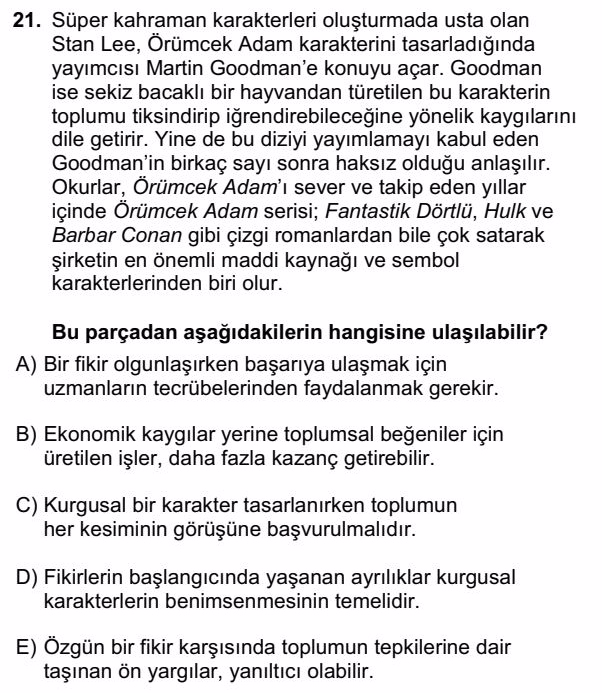 21. Süper kahraman karakterleri oluşturmada usta olan
Stan Lee, Örümcek Adam karakterini tasarladığında
yayımcısı Martin Goodman’e konuyu açar. Goodman
ise sekiz bacaklı bir hayvandan türetilen bu karakterin
toplumu tiksindirip iğrendirebileceğine yönelik kaygılarını
dile getirir. Yine de bu diziyi yayımlamayı kabul eden
Goodman’in birkaç sayı sonra haksız olduğu anlaşılır.
Okurlar, Örümcek Adam’ı sever ve takip eden yıllar
içinde Örümcek Adam serisi; Fantastik Dörtlü, Hulk ve
Barbar Conan gibi çizgi romanlardan bile çok satarak
şirketin en önemli maddi kaynağı ve sembol
karakterlerinden biri olur.
Bu parçadan aşağıdakilerin hangisine ulaşılabilir?
A) Bir fikir olgunlaşırken başarıya ulaşmak için
uzmanların tecrübelerinden faydalanmak gerekir.
B) Ekonomik kaygılar yerine toplumsal beğeniler için
üretilen işler, daha fazla kazanç getirebilir.
C) Kurgusal bir karakter tasarlanırken toplumun
her kesiminin görüşüne başvurulmalıdır.
D) Fikirlerin başlangıcında yaşanan ayrılıklar kurgusal
karakterlerin benimsenmesinin temelidir.
E) Özgün bir fikir karşısında toplumun tepkilerine dair
taşınan ön yargılar, yanıltıcı olabilir.